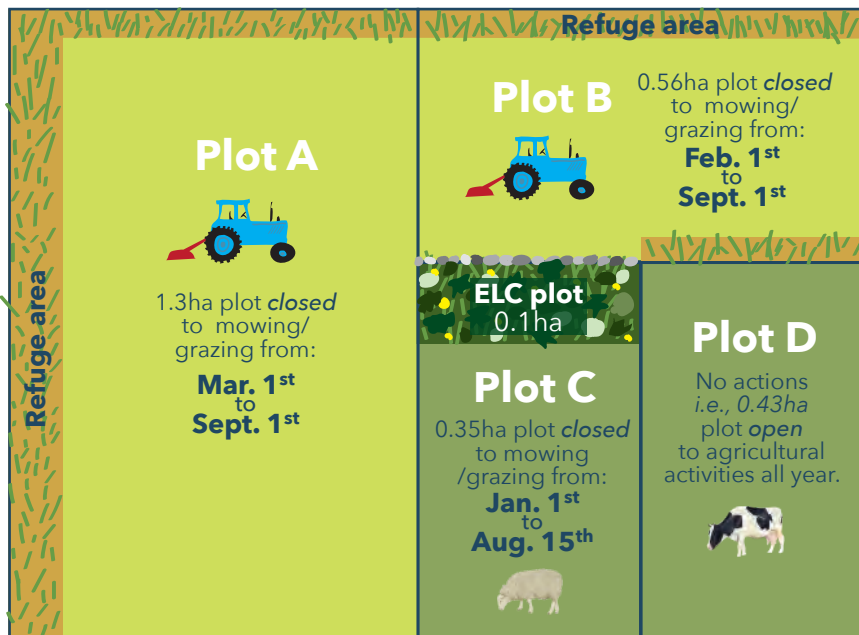 Refuge area
Refuge area
Plot A
1.3ha plot closed
to mowing/
grazing from:
Mar. 1st
to
Sept. 1st
Plot B
0.56ha plot closed
to mowing/
grazing from:
Feb. 1st
to
Sept. 1st
ELC plot
0.1ha
Plot C
0.35ha plot closed
to mowing
/grazing from:
Jan. 1st
to
Aug. 15th
Plot D
No actions
i.e., 0.43ha
plot open
to agricultural
activities all year.